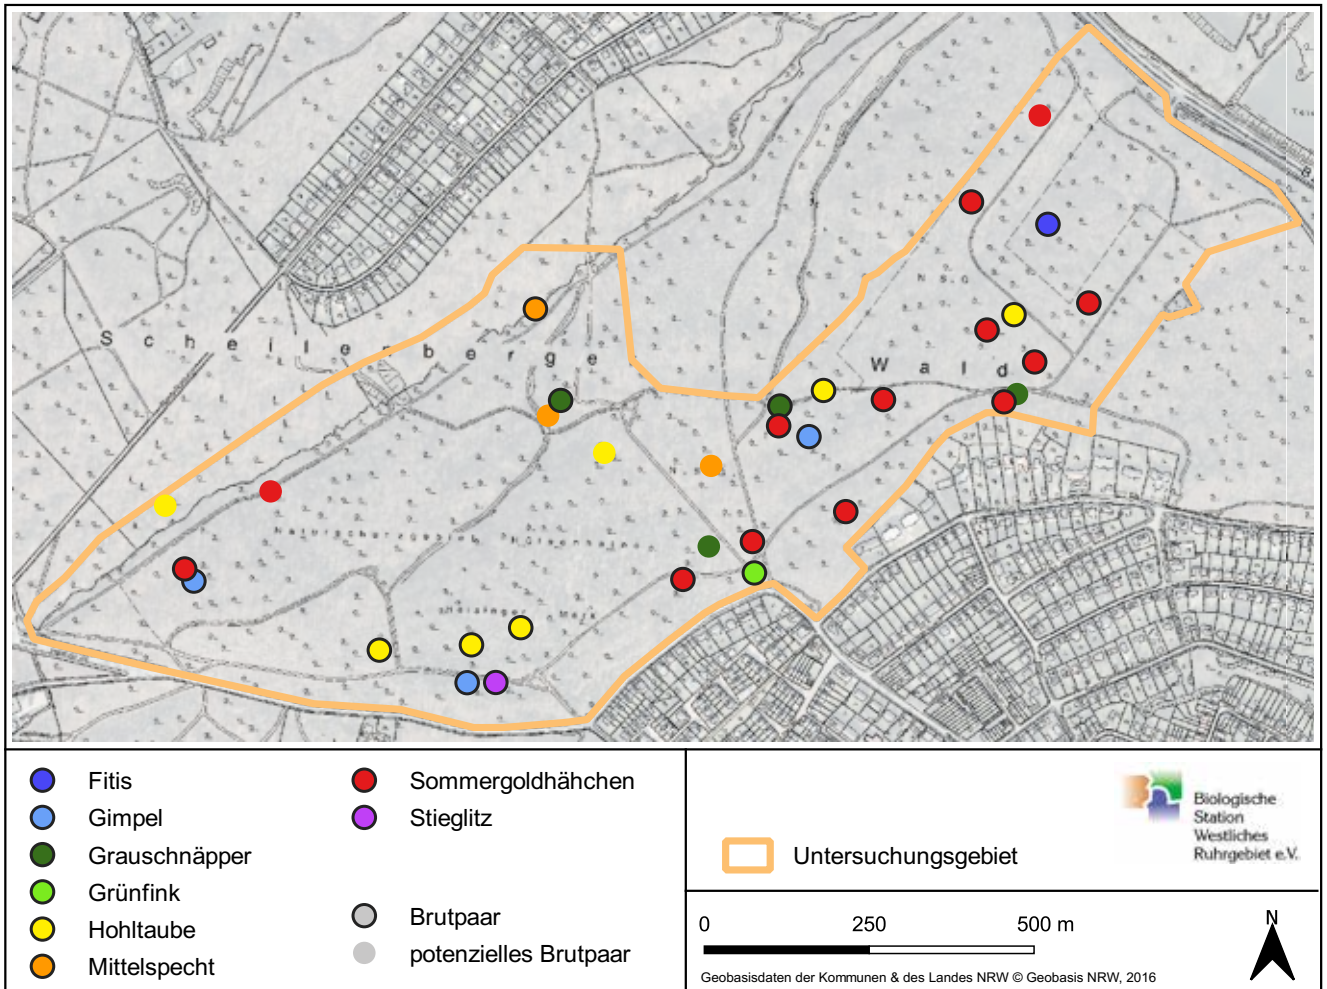 S c h e l l e n b e r g e
W a l d
N S G
Fitis
Gimpel
Grauschnäpper
Grünfink
Hohltaube
Mittelspecht
Sommergoldhähchen
Stieglitz
Brutpaar
potenzielles Brutpaar
Untersuchungsgebiet
Biologische
Station
Westliches
Ruhrgebiet e.V.
0 250 500 m
Geobasisdaten der Kommunen & des Landes NRW © Geobasis NRW, 2016
N